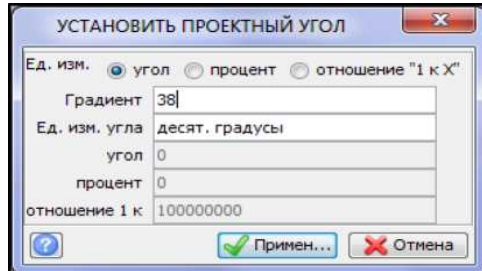 УСТАНОВИТЬ ПРОЕКТНЫЙ УГОЛ
Ед. изм. угол процент отношение "1 к X"
Градиент 38
Ед. изм. угла десят. градусы
угол 0
процент 0
отношение 1 к 100000000
Примен... Отмена